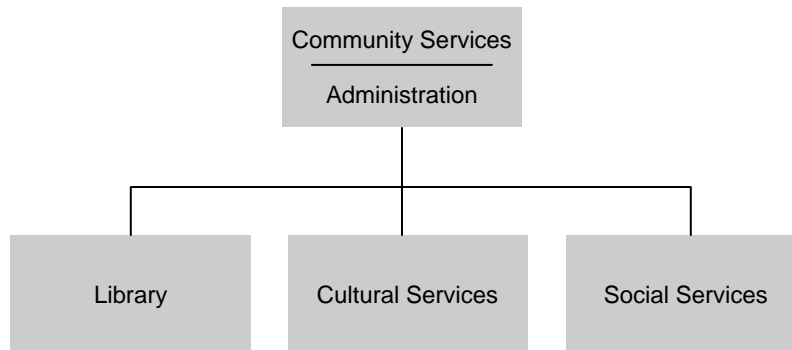 Community Services
Administration
Library
Cultural Services
Social Services